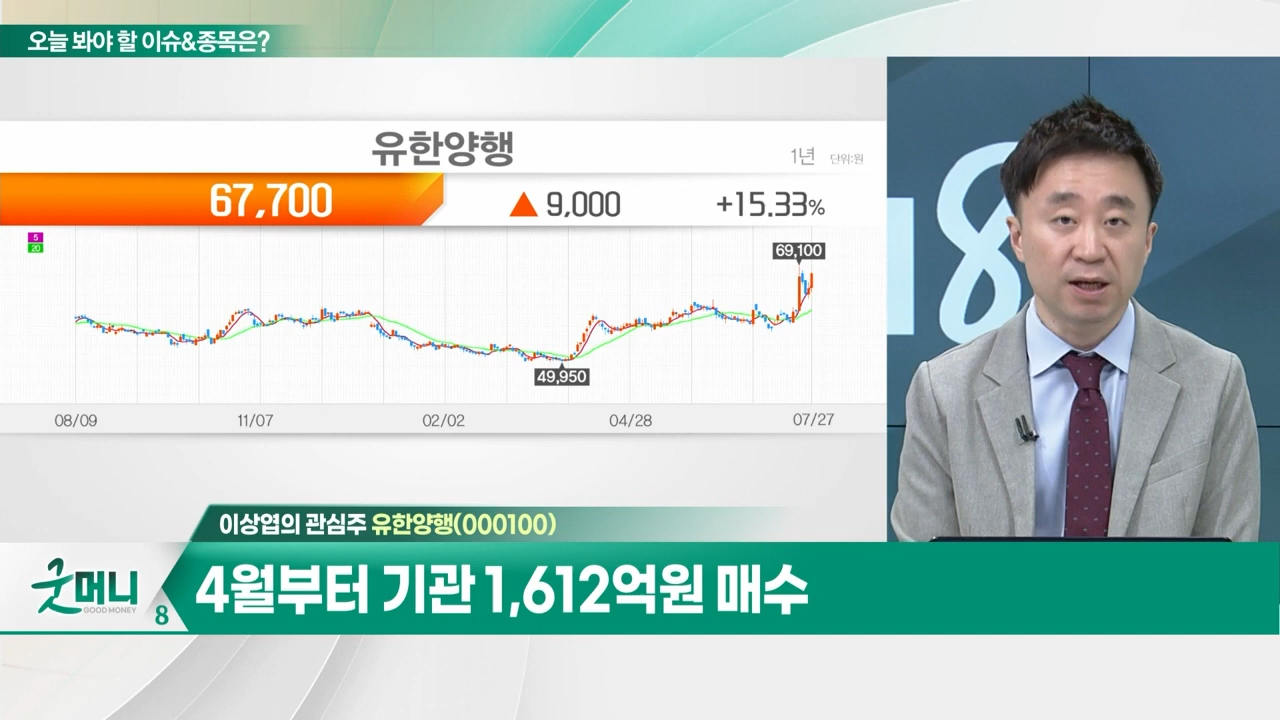 오늘 봐야 할 이슈&종목은?
유한양행
1년 단위:원
67,700 ▲ 9,000 +15.33%
5
20
69,100
49,950
08/09 11/07 02/02 04/28 07/27
8
이상엽의 관심주 유한양행(000100)
굿머니
GOOD MONEY
8
4월부터 기관 1,612억원 매수